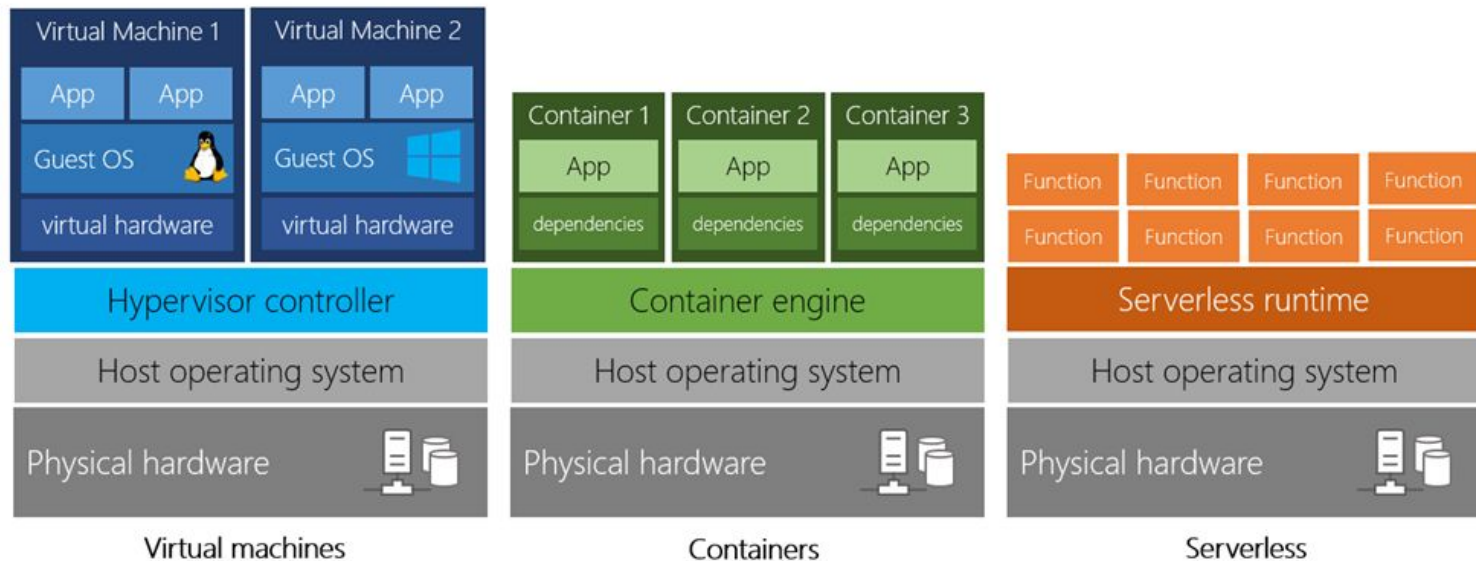 Virtual Machine 1
App App
Guest OS
virtual hardware
Virtual Machine 2
App App
Guest OS
virtual hardware
Hypervisor controller
Host operating system
Physical hardware
Virtual machines
Container 1
App
dependencies
Container 2
App
dependencies
Container 3
App
dependencies
Container engine
Host operating system
Physical hardware
Containers
Function Function Function Function
Function Function Function Function
Serverless runtime
Host operating system
Physical hardware
Serverless